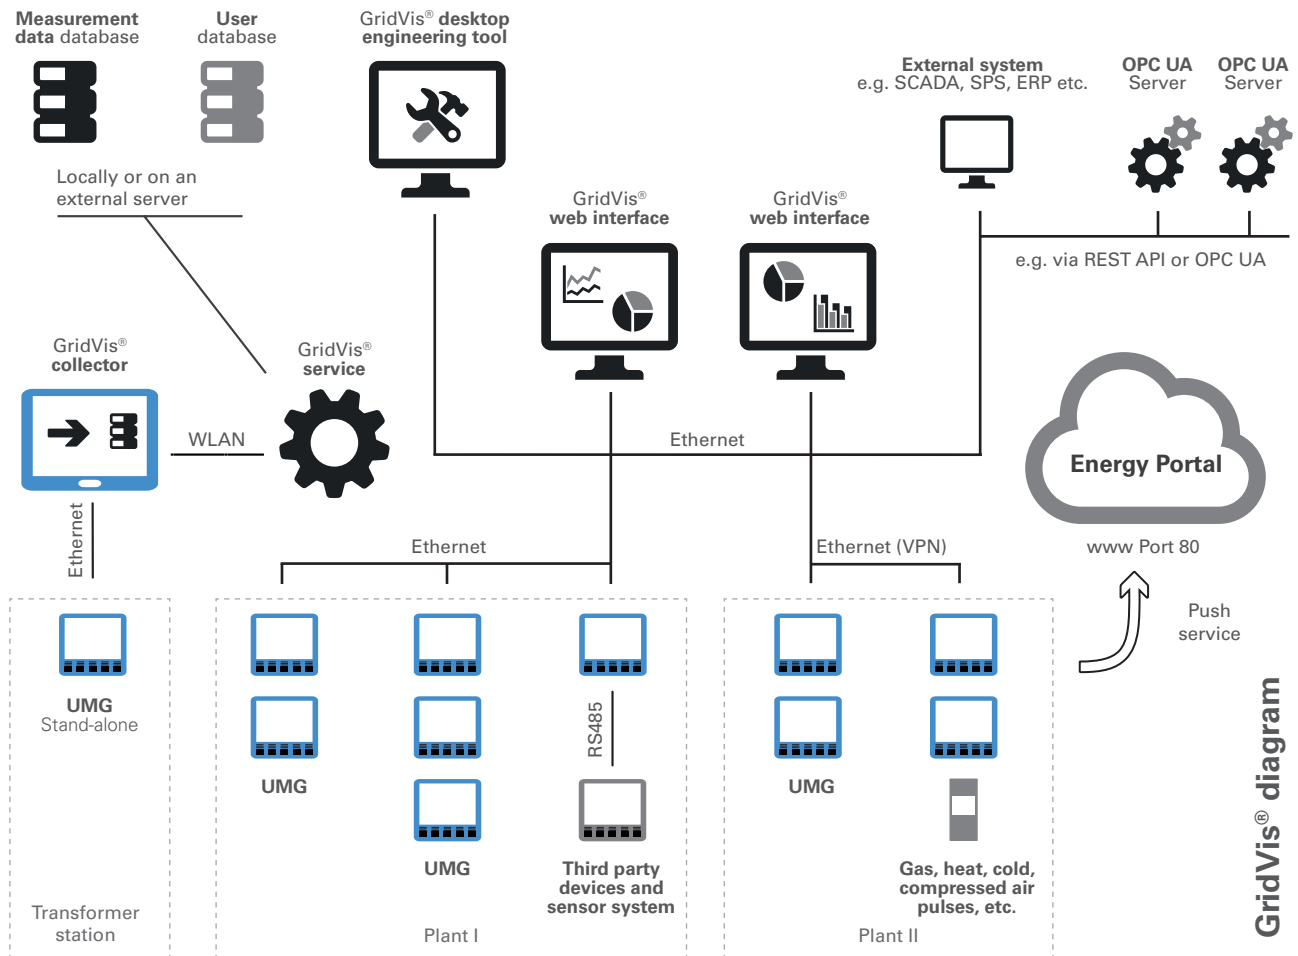 Measurement
data database
User
database
GridVis® desktop
engineering tool
External system
e.g. SCADA, SPS, ERP etc.
OPC UA
Server
OPC UA
Server
Locally or on an
external server
GridVis®
web interface
GridVis®
web interface
e.g. via REST API or OPC UA
GridVis®
collector
GridVis®
service
WLAN
Ethernet
Energy Portal
Ethernet
Ethernet
Ethernet (VPN)
www Port 80
Push
service
UMG
Stand-alone
RS485
UMG
UMG
UMG
Third party
devices and
sensor system
Gas, heat, cold,
compressed air
pulses, etc.
Transformer
station
Plant I
Plant II
GridVis® diagram